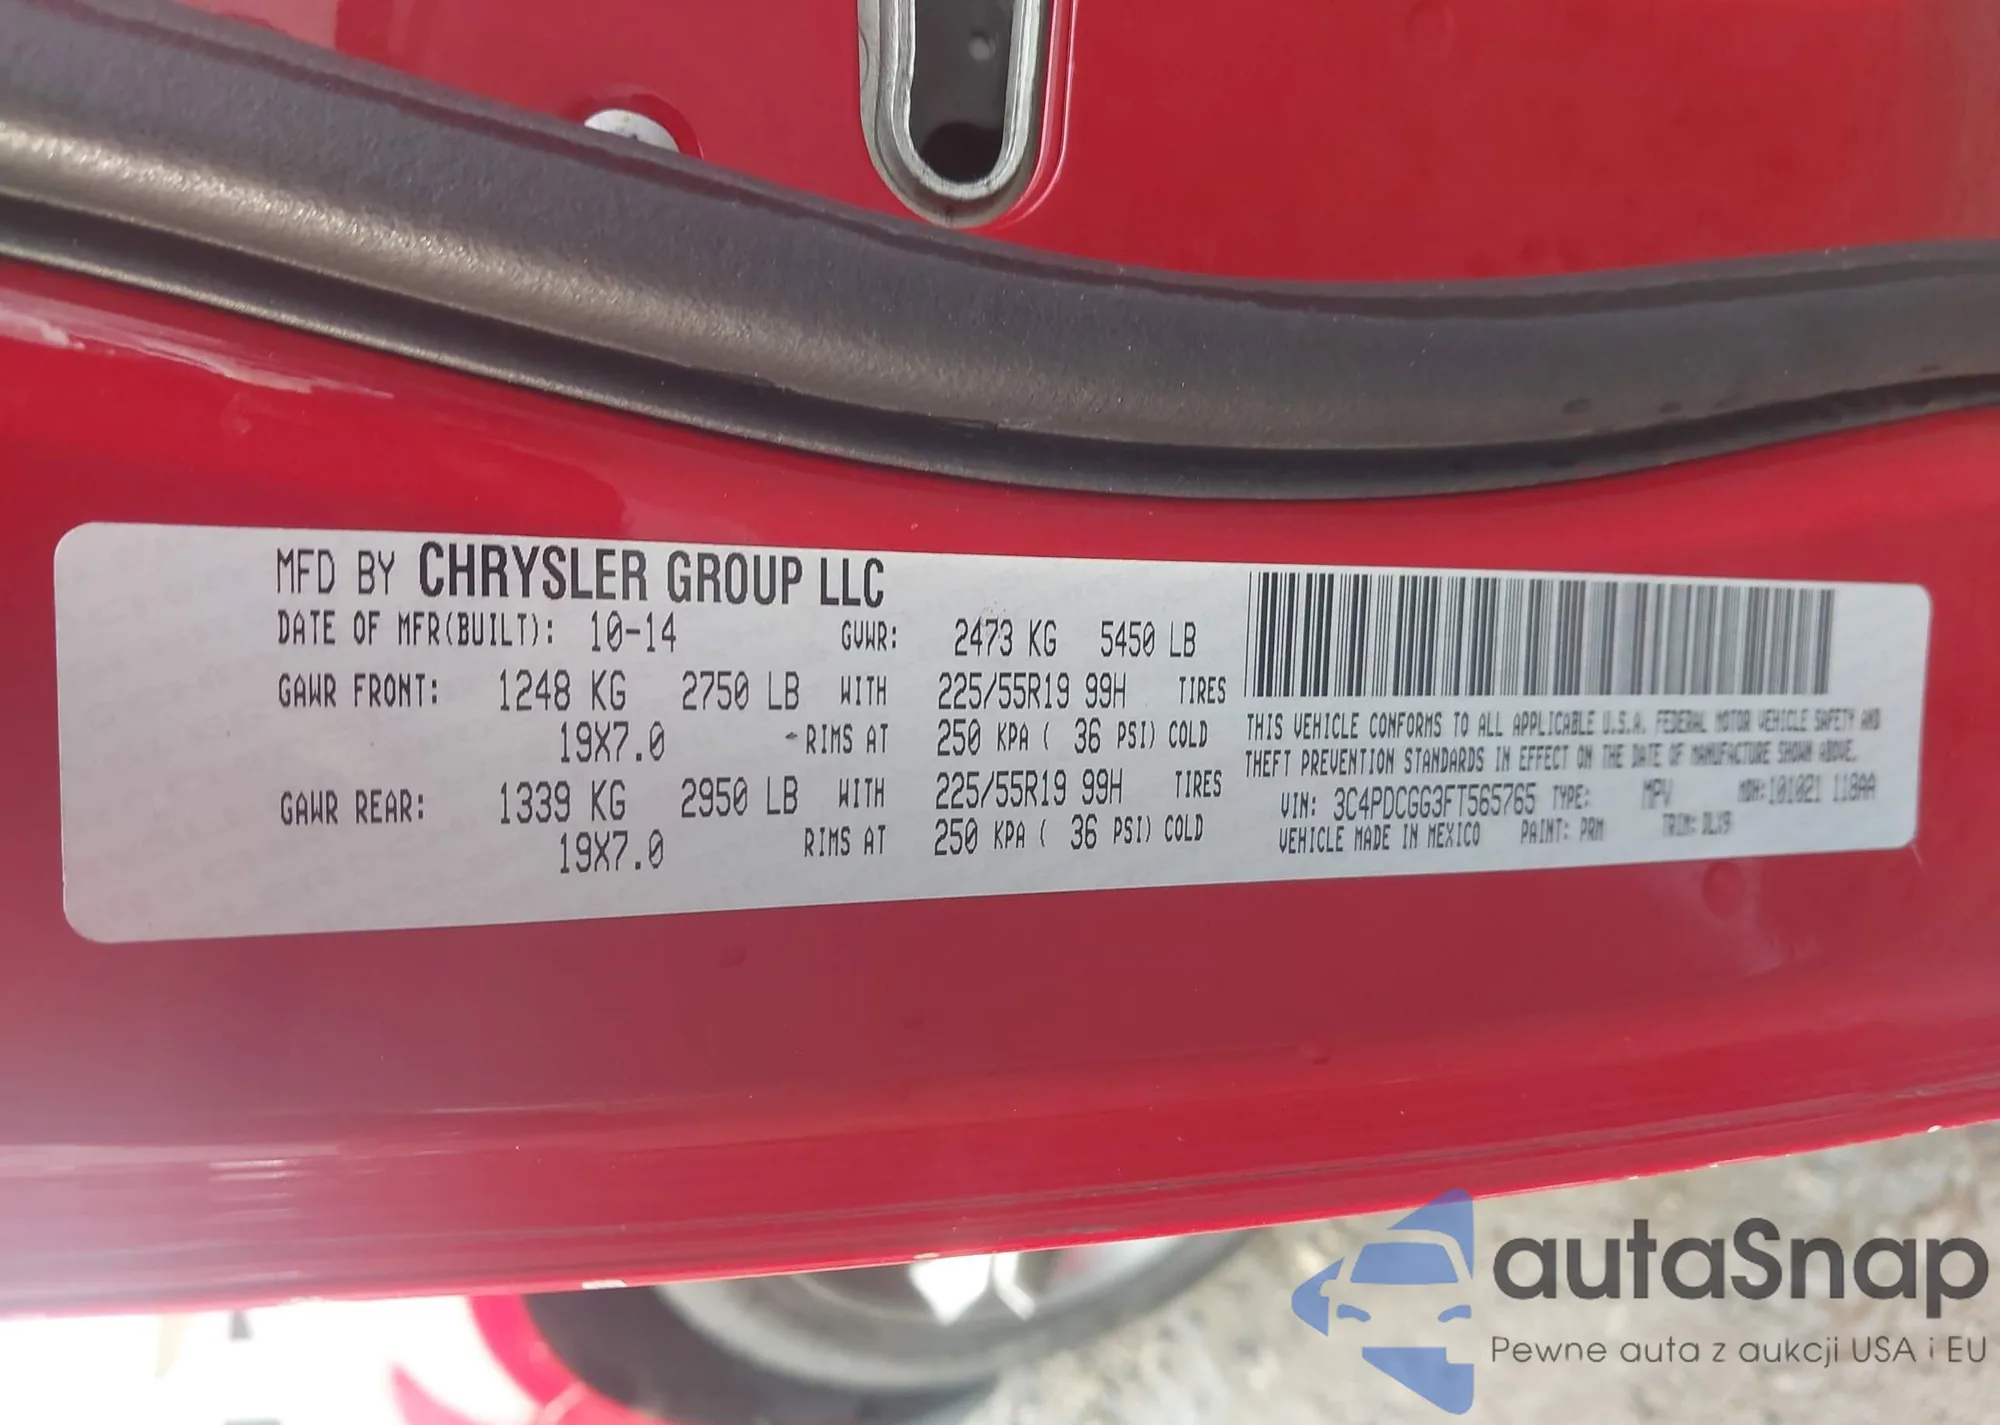 MFD BY CHRYSLER GROUP LLC
DATE OF MFR(BUILT): 10-14 GVWR: 2473 KG 5450 LB
GAWR FRONT: 1248 KG 2750 LB WITH 225/55R19 99H TIRES
19X7.0 RIMS AT 250 KPA ( 36 PSI) COLD
GAWR REAR: 1339 KG 2950 LB WITH 225/55R19 99H TIRES
19X7.0 RIMS AT 250 KPA ( 36 PSI) COLD
THIS VEHICLE CONFORMS TO ALL APPLICABLE U.S.A. FEDERAL MOTOR VEHICLE SAFETY AND
THEFT PREVENTION STANDARDS IN EFFECT ON THE DATE OF MANUFACTURE SHOWN ABOVE.
VIN: 3C4PDCGG3FT565765 TYPE: MPV MDH:101021 118AA
VEHICLE MADE IN MEXICO PAINT: PRM TRIM: DLX9
autaSnap
Pewne auta z aukcji USA i EU